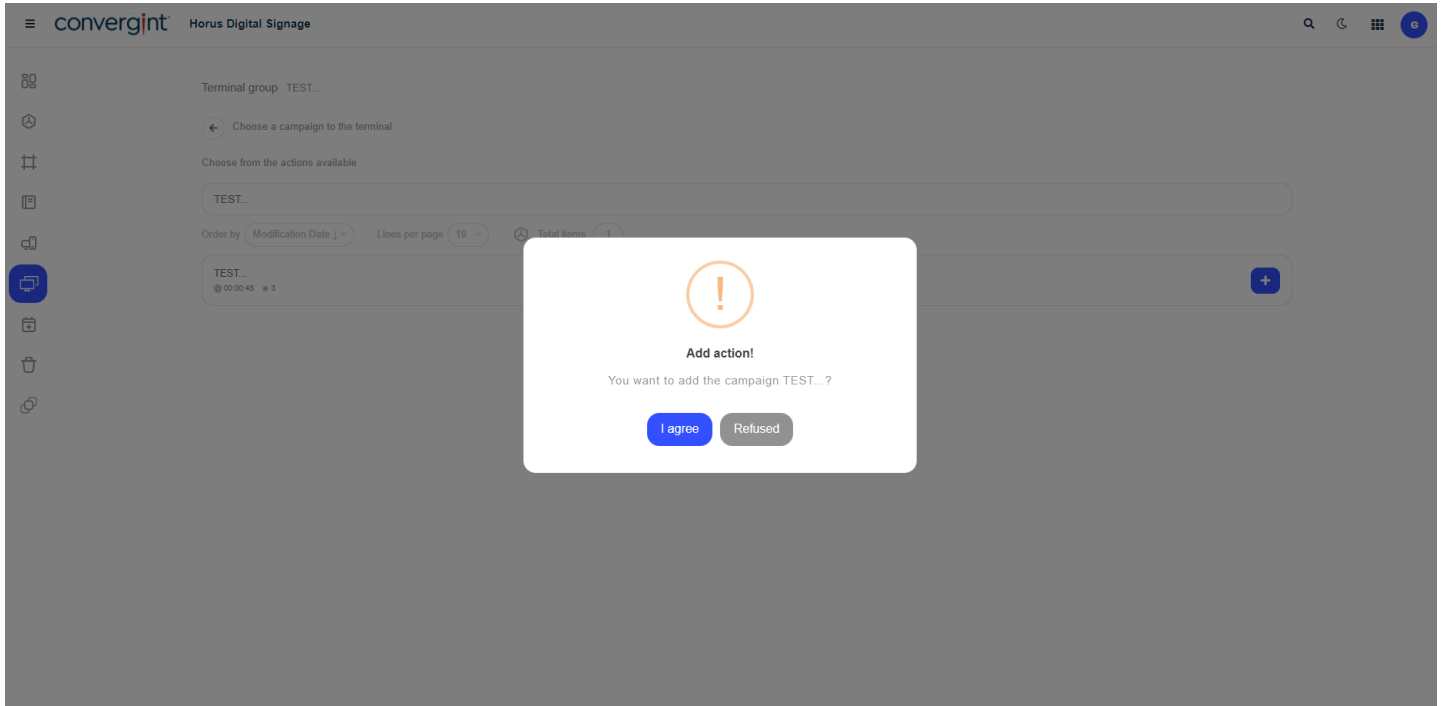 convergint Horus Digital Signage G
Terminal group TEST...
Choose a campaign to the terminal
Choose from the actions available
TEST...
Order by Modification Date ↓ Lines per page 10 Total items 1
TEST...
00:00:45 3
!
Add action!
You want to add the campaign TEST...?
I agree Refused